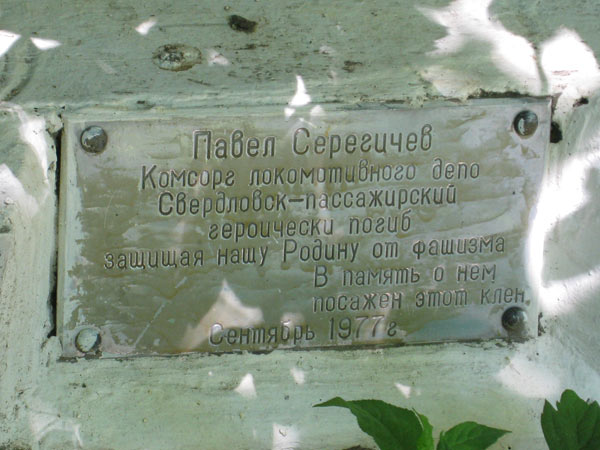 Павел Серегичев
Комсорг локомотивного депо
Свердловск-пассажирский
героически погиб
защищая нашу Родину от фашизма
В память о нем
посажен этот клен.
Сентябрь 1977г.